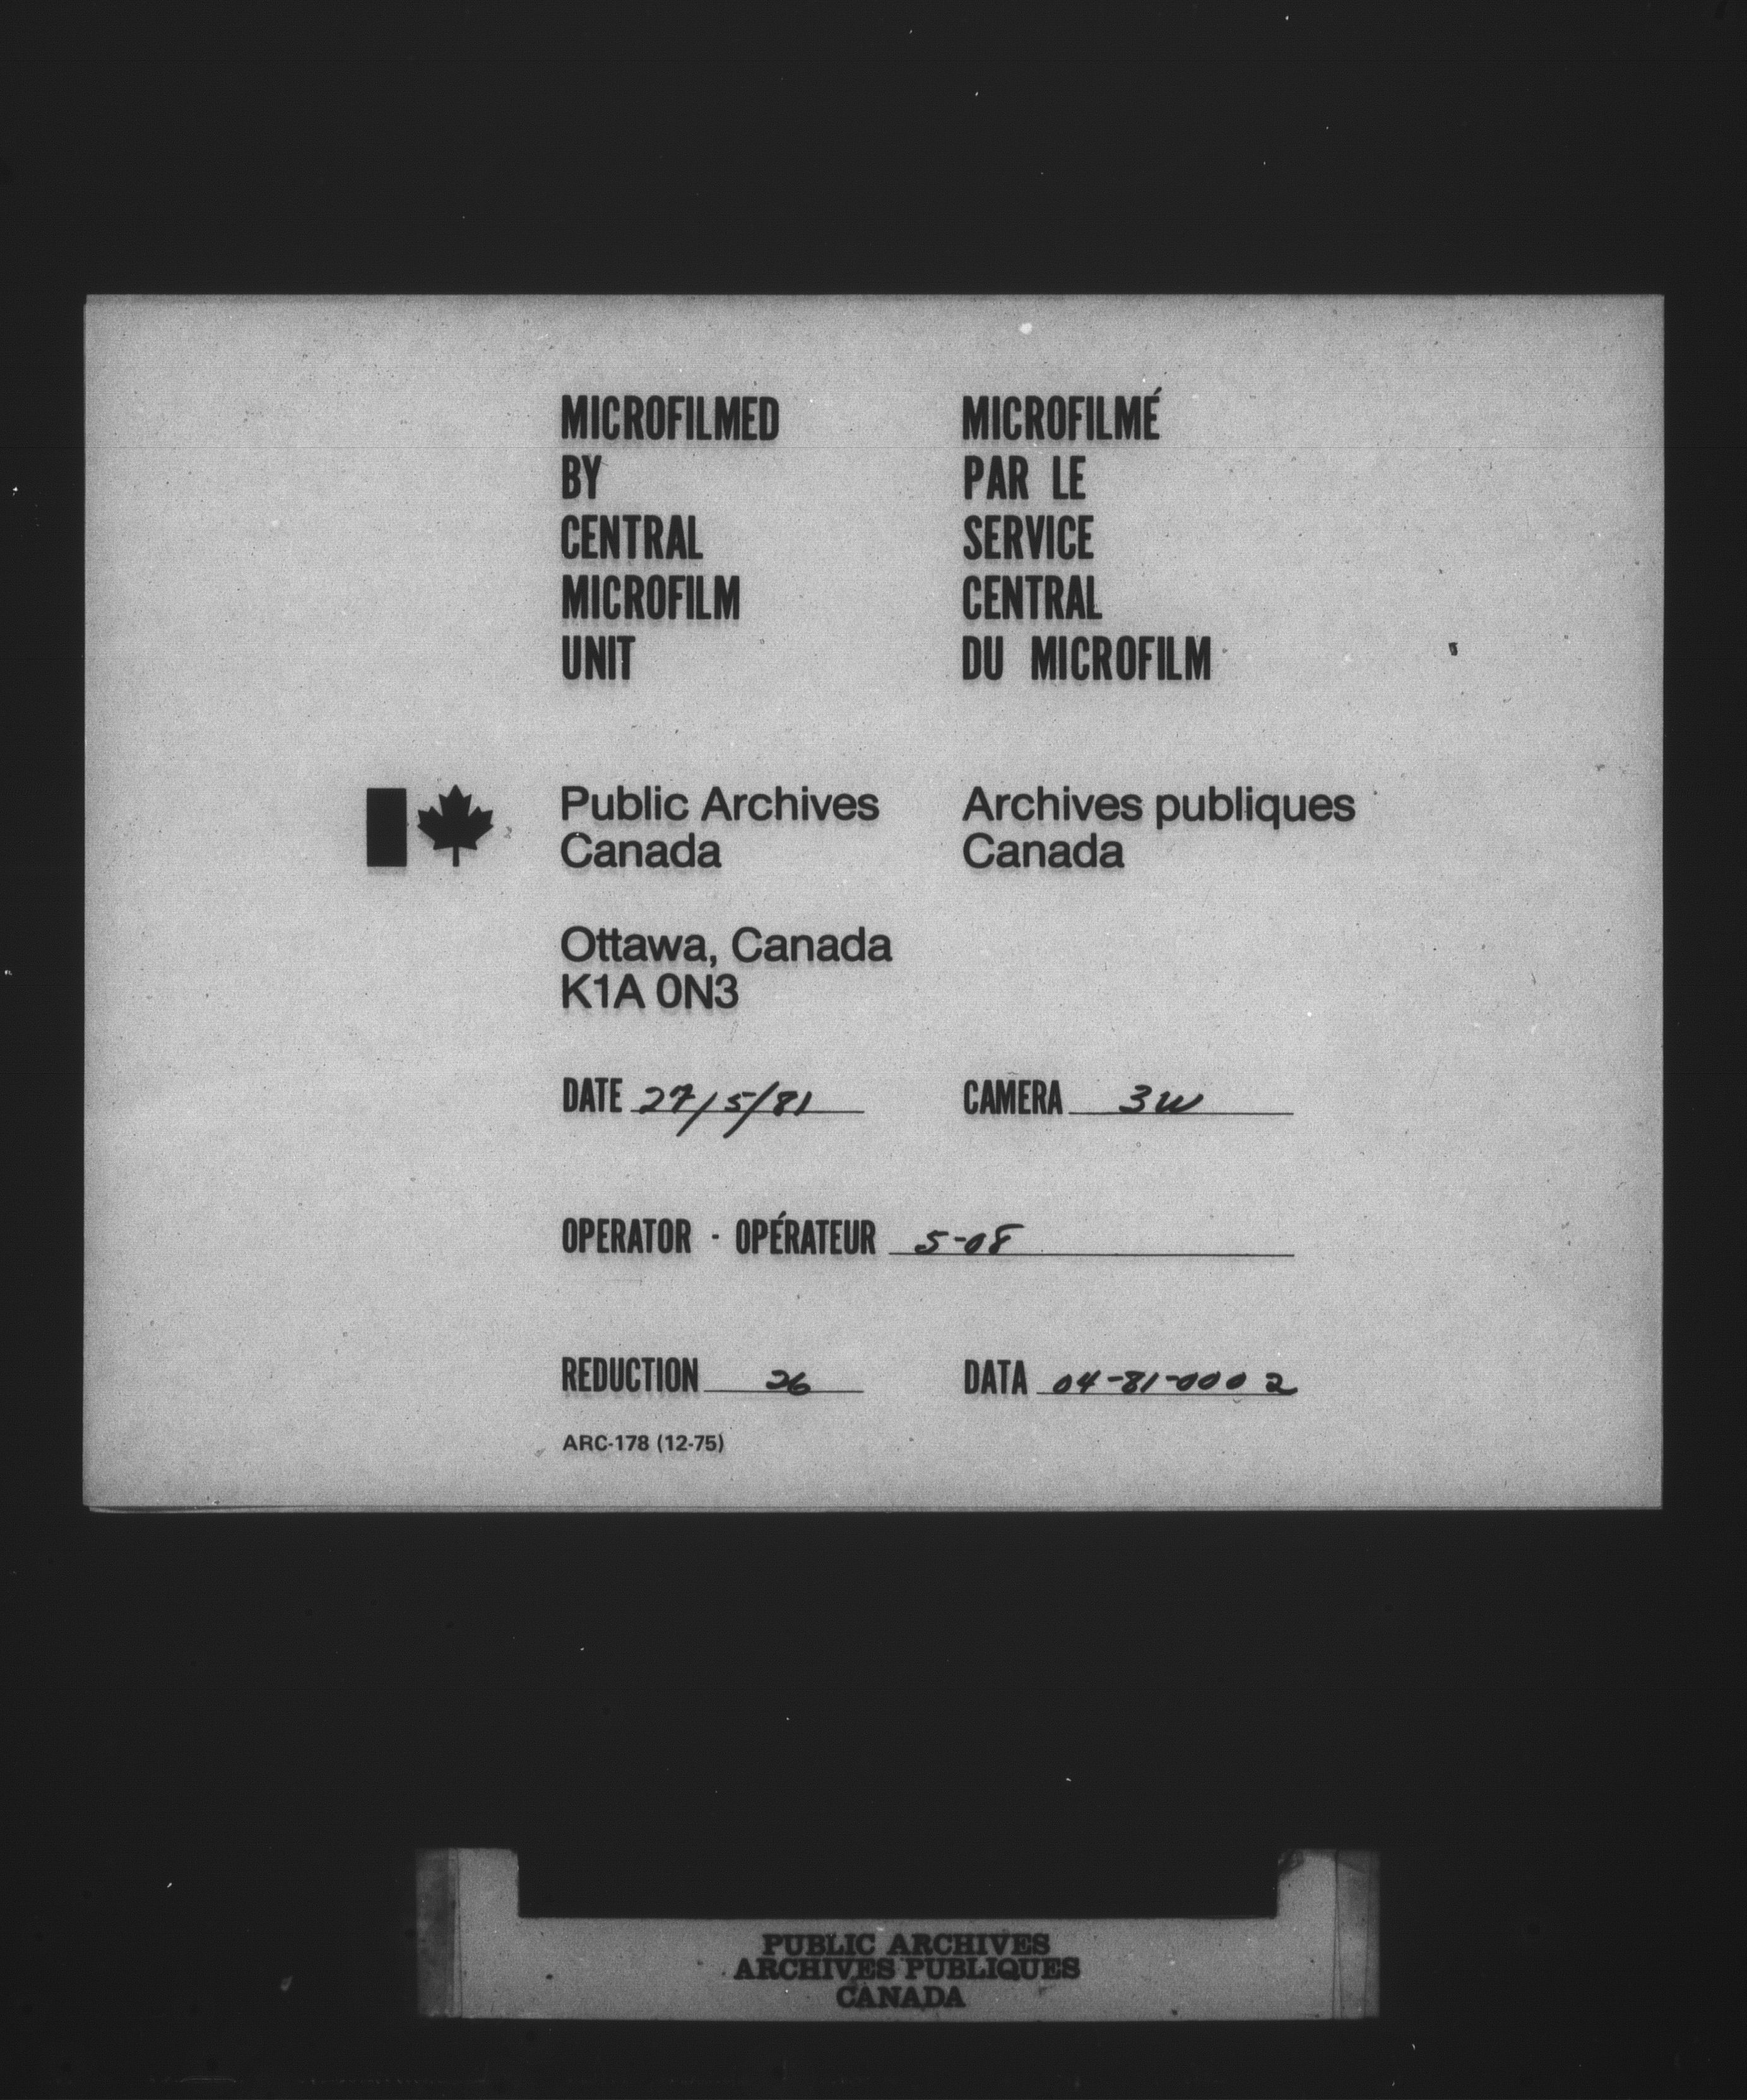 MICROFILMED
BY
CENTRAL
MICROFILM
UNIT
MICROFILMÉ
PAR LE
SERVICE
CENTRAL
DU MICROFILM
Public Archives
Canada
Archives publiques
Canada
Ottawa, Canada
K1A 0N3
DATE 27/5/81
CAMERA 3W
OPERATOR - OPÉRATEUR 5-08
REDUCTION 26
DATA 04-81-0002
ARC-178 (12-75)
PUBLIC ARCHIVES
ARCHIVES PUBLIQUES
CANADA